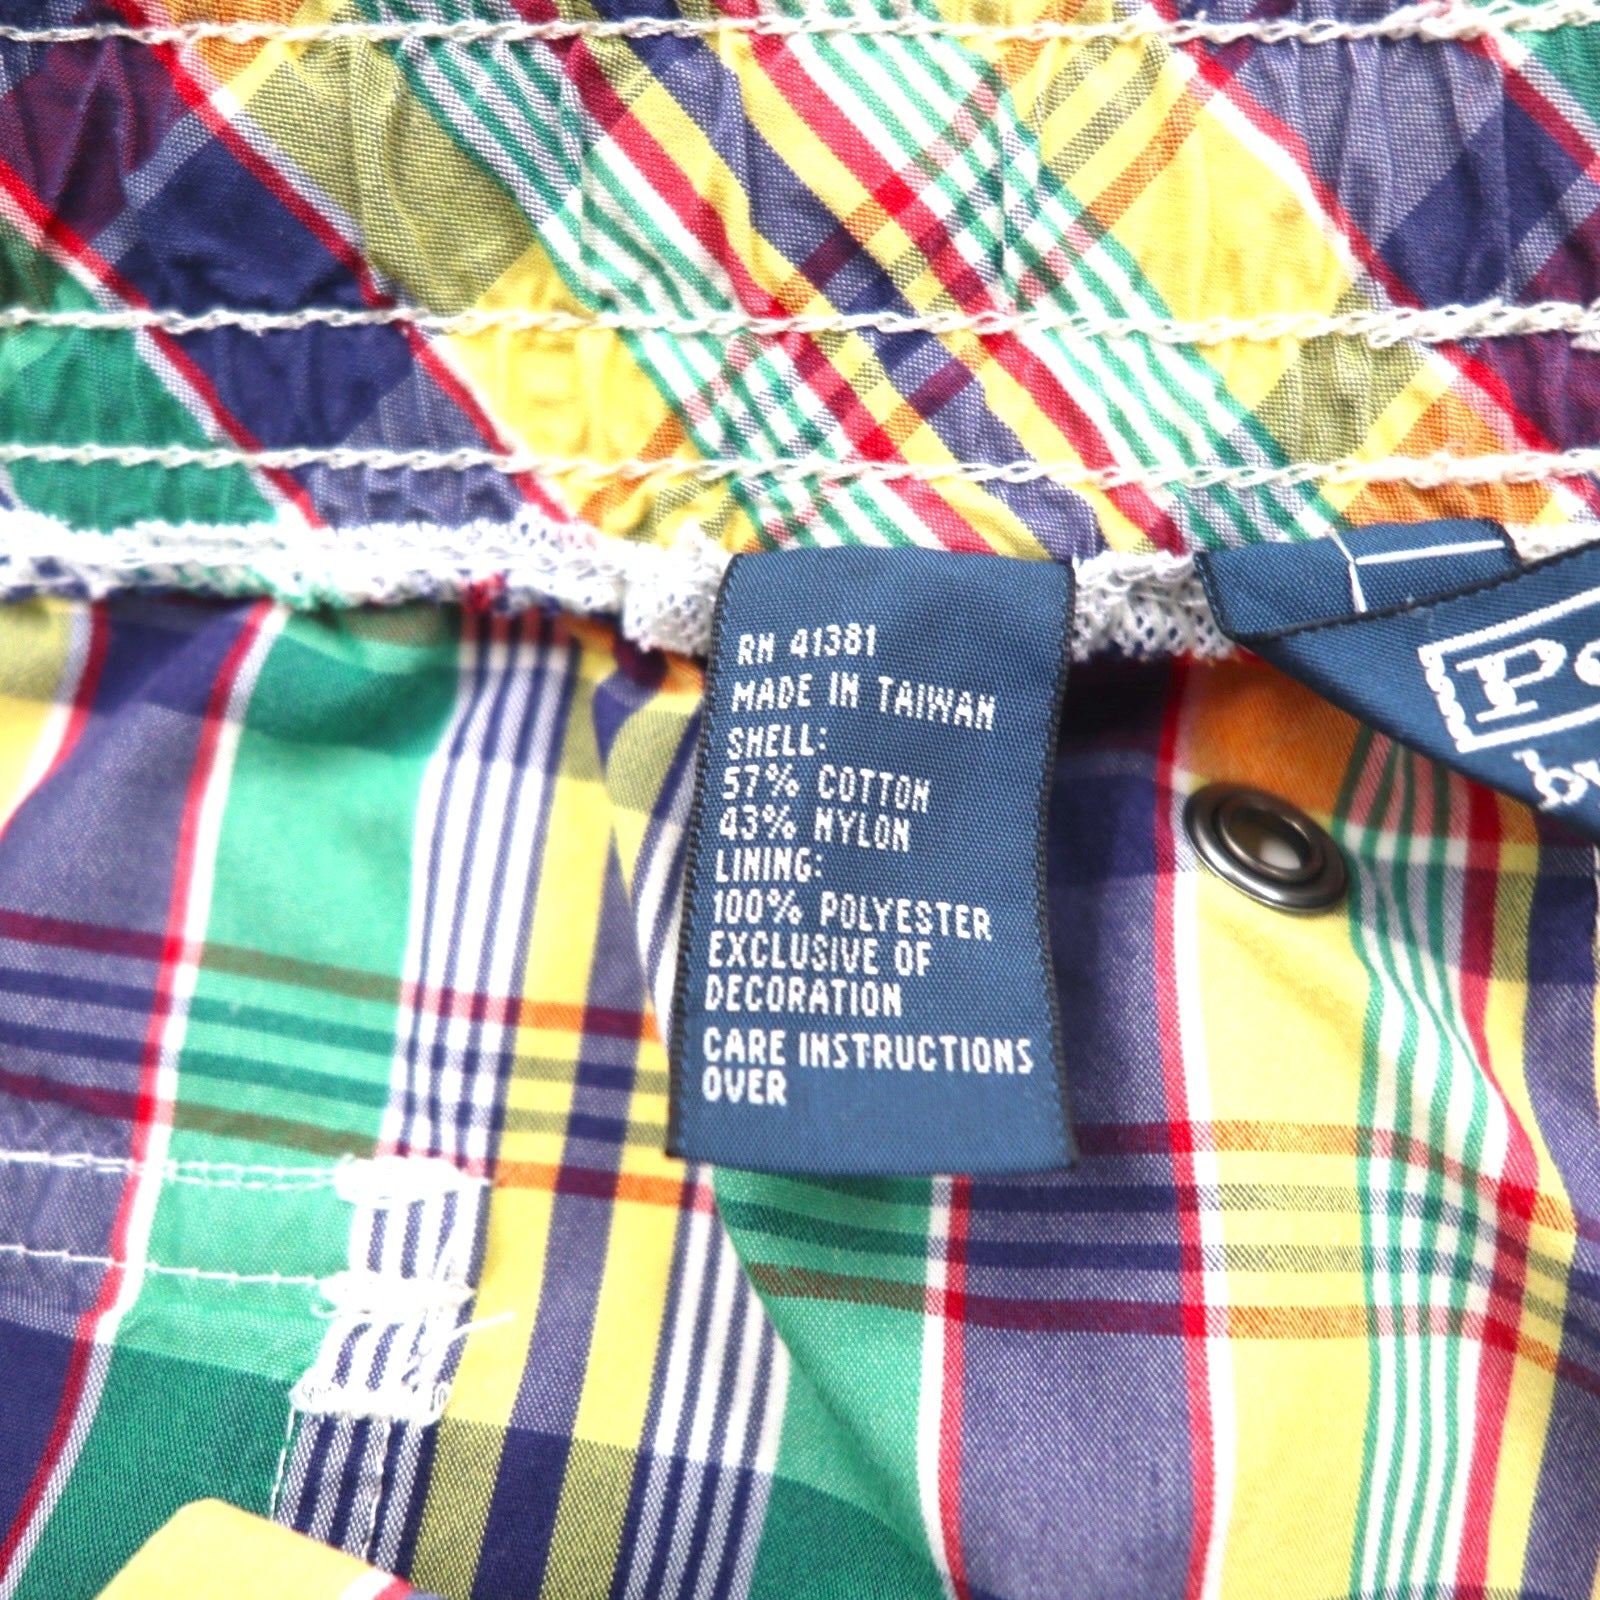 RN 41381
MADE IN TAIWAN
SHELL:
57% COTTON
43% NYLON
LINING:
100% POLYESTER
EXCLUSIVE OF
DECORATION
CARE INSTRUCTIONS
OVER